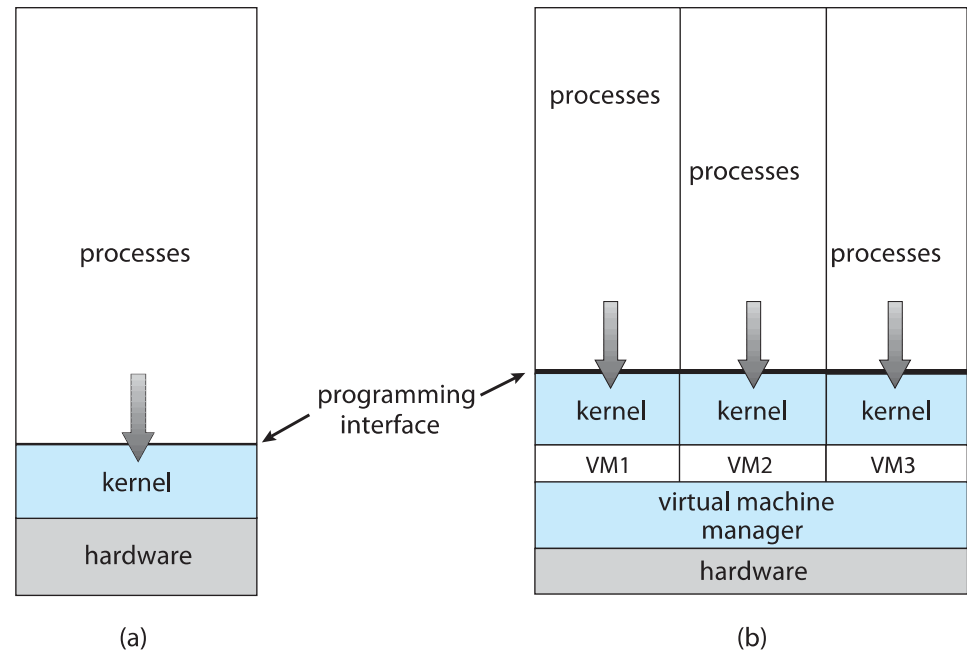 processes
kernel
hardware
(a)
programming
interface
processes
processes
processes
kernel
kernel
kernel
VM1
VM2
VM3
virtual machine
manager
hardware
(b)